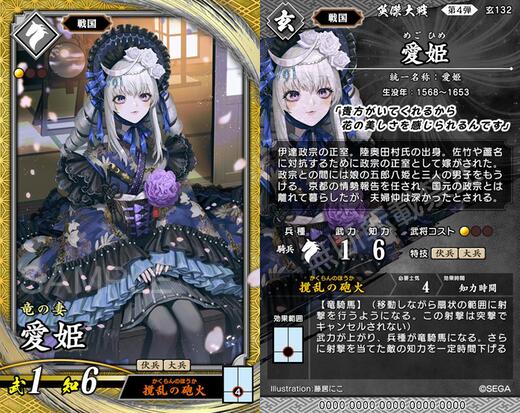 戦国
竜の妻
愛姫
伏兵 大兵
武1 知6
かくらんのほうか
撹乱の砲火
4
SAMPLE
玄
戦国
英傑大戦
第4弾
玄132
めごひめ
愛姫
統一名称：愛姫
生没年：1568～1653
「貴方がいてくれるから
花の美しさを感じられるんです」
伊達政宗の正室。陸奥田村氏の出身。佐竹や蘆名
に対抗するために政宗の正室として嫁がされた。
政宗との間には娘の五郎八姫と三人の男子をもう
ける。京都の情勢報告を任され、国元の政宗とは
離れて暮らしたが、夫婦仲は深かったとされる。
兵種 武力 知力 武将コスト
騎兵 1 6
特技 伏兵 大兵
かくらんのほうか 必要士気 効果時間
撹乱の砲火 4 知力時間
効果範囲
【竜騎馬】（移動しながら扇状の範囲に射
撃を行うようになる。この射撃は突撃で
キャンセルされない）
武力が上がり、兵種が竜騎馬になる。さら
に射撃を当てた敵の知力を一定時間下げる
Illustration:藤居にこ
©SEGA
0000 0000 0000 0000 0000